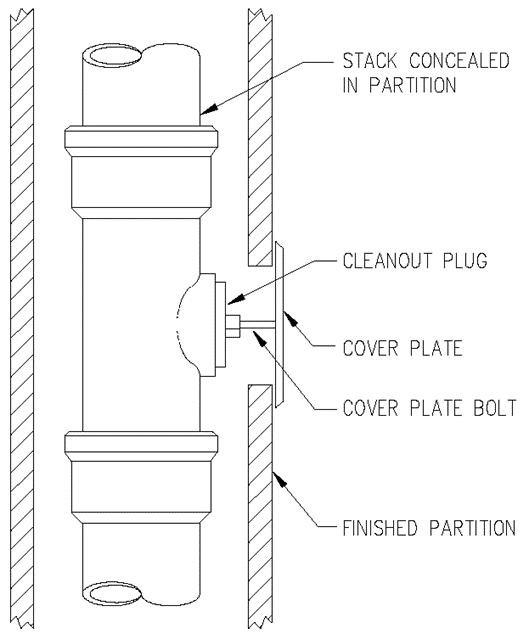 STACK CONCEALED
IN PARTITION
CLEANOUT PLUG
COVER PLATE
COVER PLATE BOLT
FINISHED PARTITION